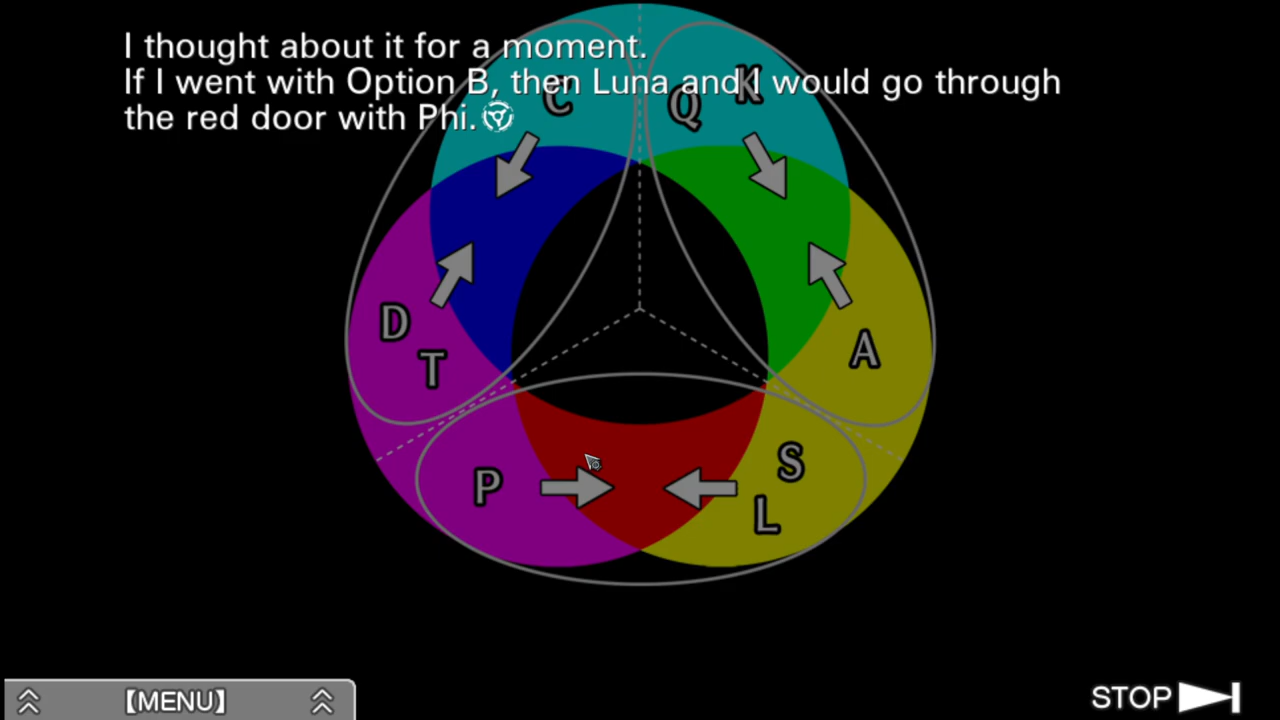 I thought about it for a moment.
If I went with Option B, then Luna and I would go through
the red door with Phi.
C
Q
K
D
T
A
P
S
L
【MENU】
STOP